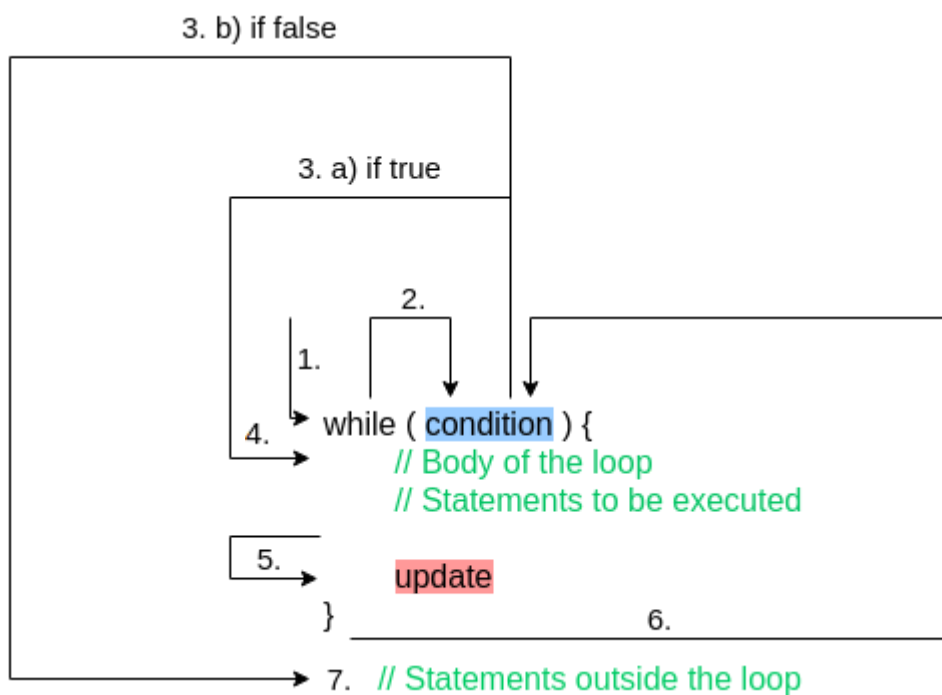 3. b) if false
3. a) if true
2.
1.
while ( condition ) {
4.
// Body of the loop
// Statements to be executed
5.
update
}
6.
7. // Statements outside the loop